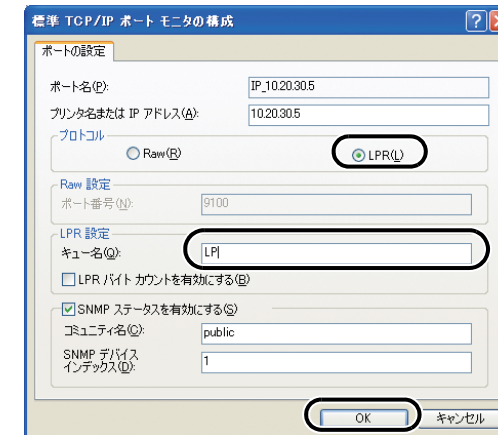 標準 TCP/IP ポート モニタの構成
ポートの設定
ポート名(P): IP_10.20.30.5
プリンタ名または IP アドレス(A): 10.20.30.5
プロトコル
Raw(R) LPR(L)
Raw 設定
ポート番号(N): 9100
LPR 設定
キュー名(Q): LP
LPR バイト カウントを有効にする(B)
SNMP ステータスを有効にする(S)
コミュニティ名(C): public
SNMP デバイス
インデックス(D): 1
OK キャンセル